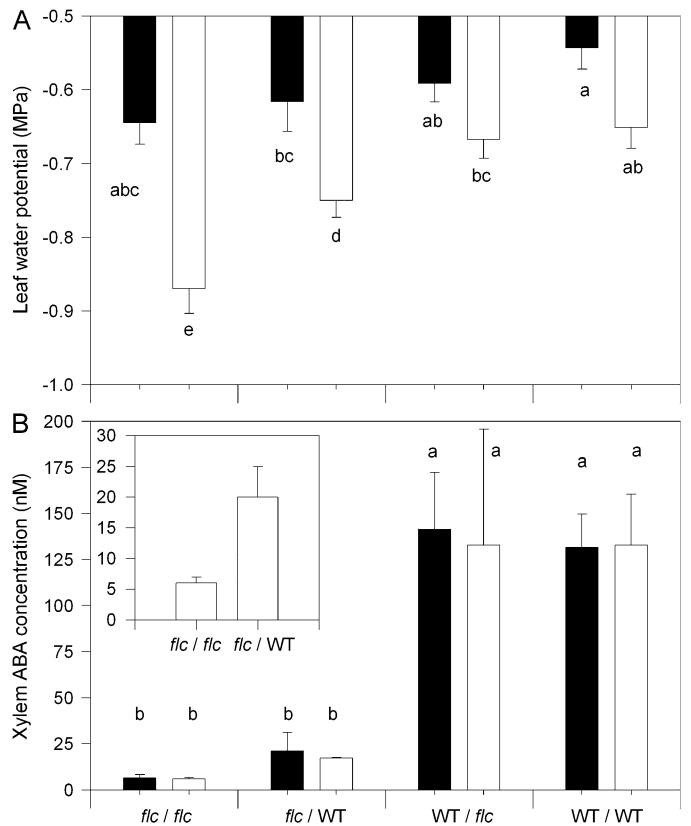 A
Leaf water potential (MPa)
-0.5
-0.6
-0.7
-0.8
-0.9
-1.0
abc
e
bc
d
ab
bc
a
ab
B
Xylem ABA concentration (nM)
200
175
150
125
100
75
50
25
0
30
25
20
15
10
5
0
flc / flc flc / WT
b b b b a a a a
flc / flc flc / WT WT / flc WT / WT